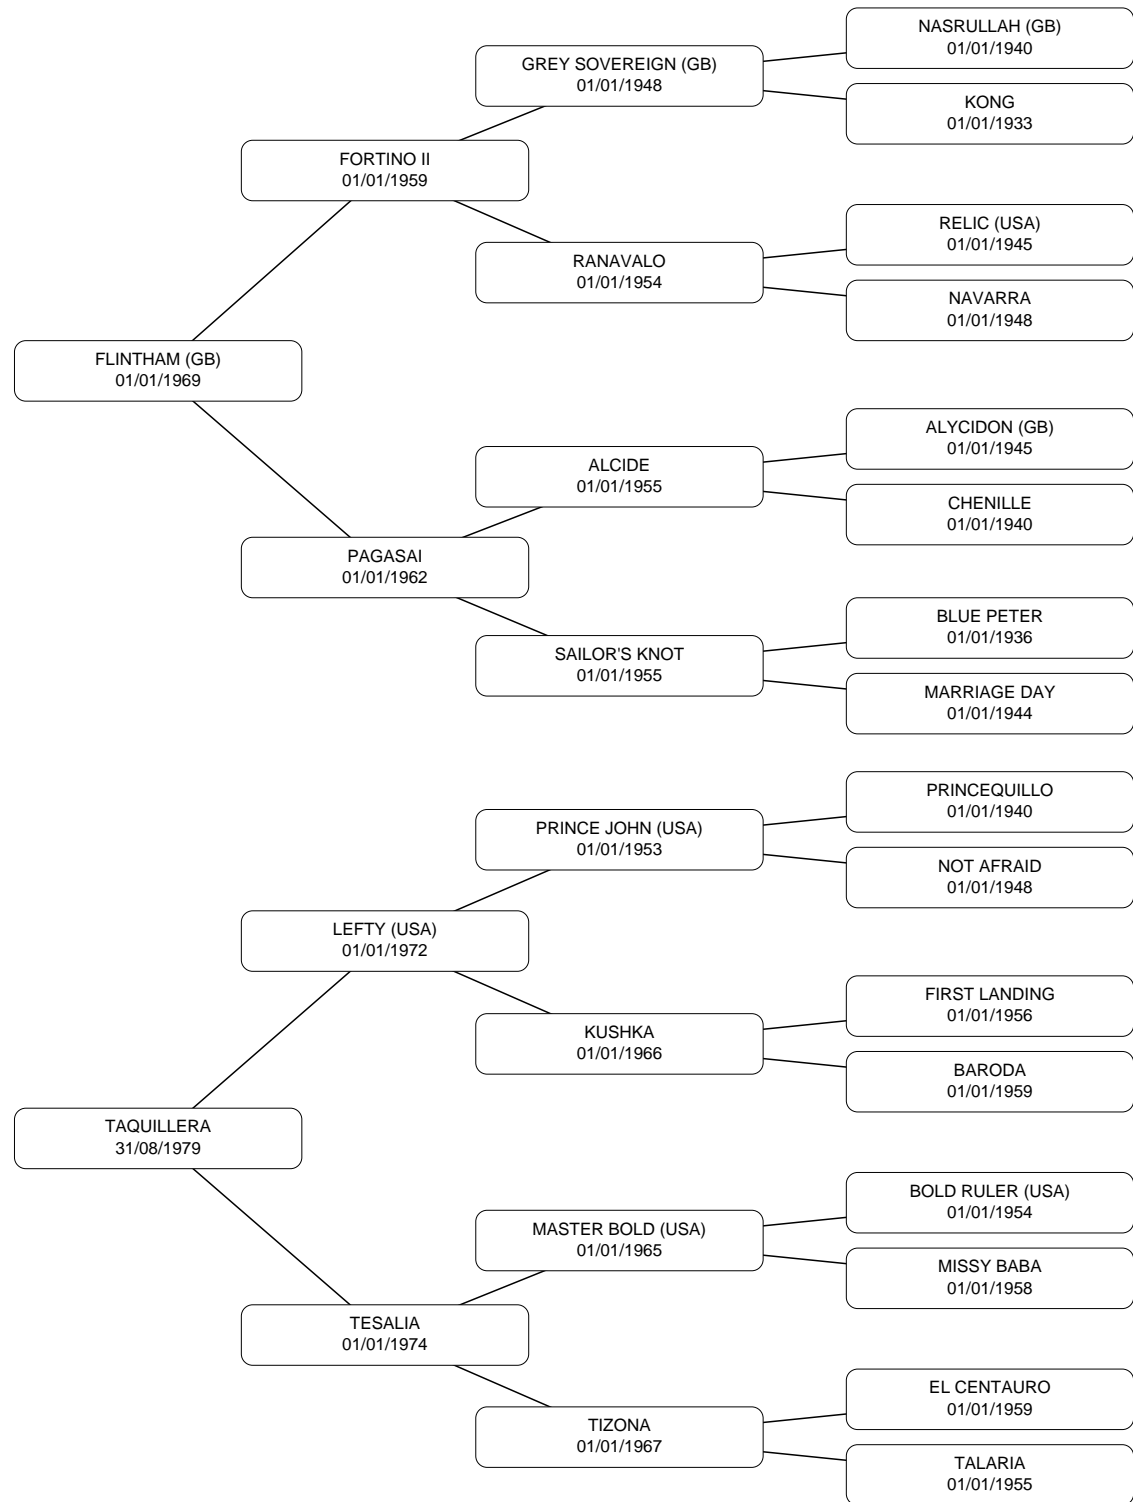 NASRULLAH (GB)
01/01/1940
GREY SOVEREIGN (GB)
01/01/1948
KONG
01/01/1933
FORTINO II
01/01/1959
RELIC (USA)
01/01/1945
RANAVALO
01/01/1954
NAVARRA
01/01/1948
FLINTHAM (GB)
01/01/1969
ALYCIDON (GB)
01/01/1945
ALCIDE
01/01/1955
CHENILLE
01/01/1940
PAGASAI
01/01/1962
BLUE PETER
01/01/1936
SAILOR'S KNOT
01/01/1955
MARRIAGE DAY
01/01/1944
PRINCEQUILLO
01/01/1940
PRINCE JOHN (USA)
01/01/1953
NOT AFRAID
01/01/1948
LEFTY (USA)
01/01/1972
FIRST LANDING
01/01/1956
KUSHKA
01/01/1966
BARODA
01/01/1959
TAQUILLERA
31/08/1979
BOLD RULER (USA)
01/01/1954
MASTER BOLD (USA)
01/01/1965
MISSY BABA
01/01/1958
TESALIA
01/01/1974
EL CENTAURO
01/01/1959
TIZONA
01/01/1967
TALARIA
01/01/1955